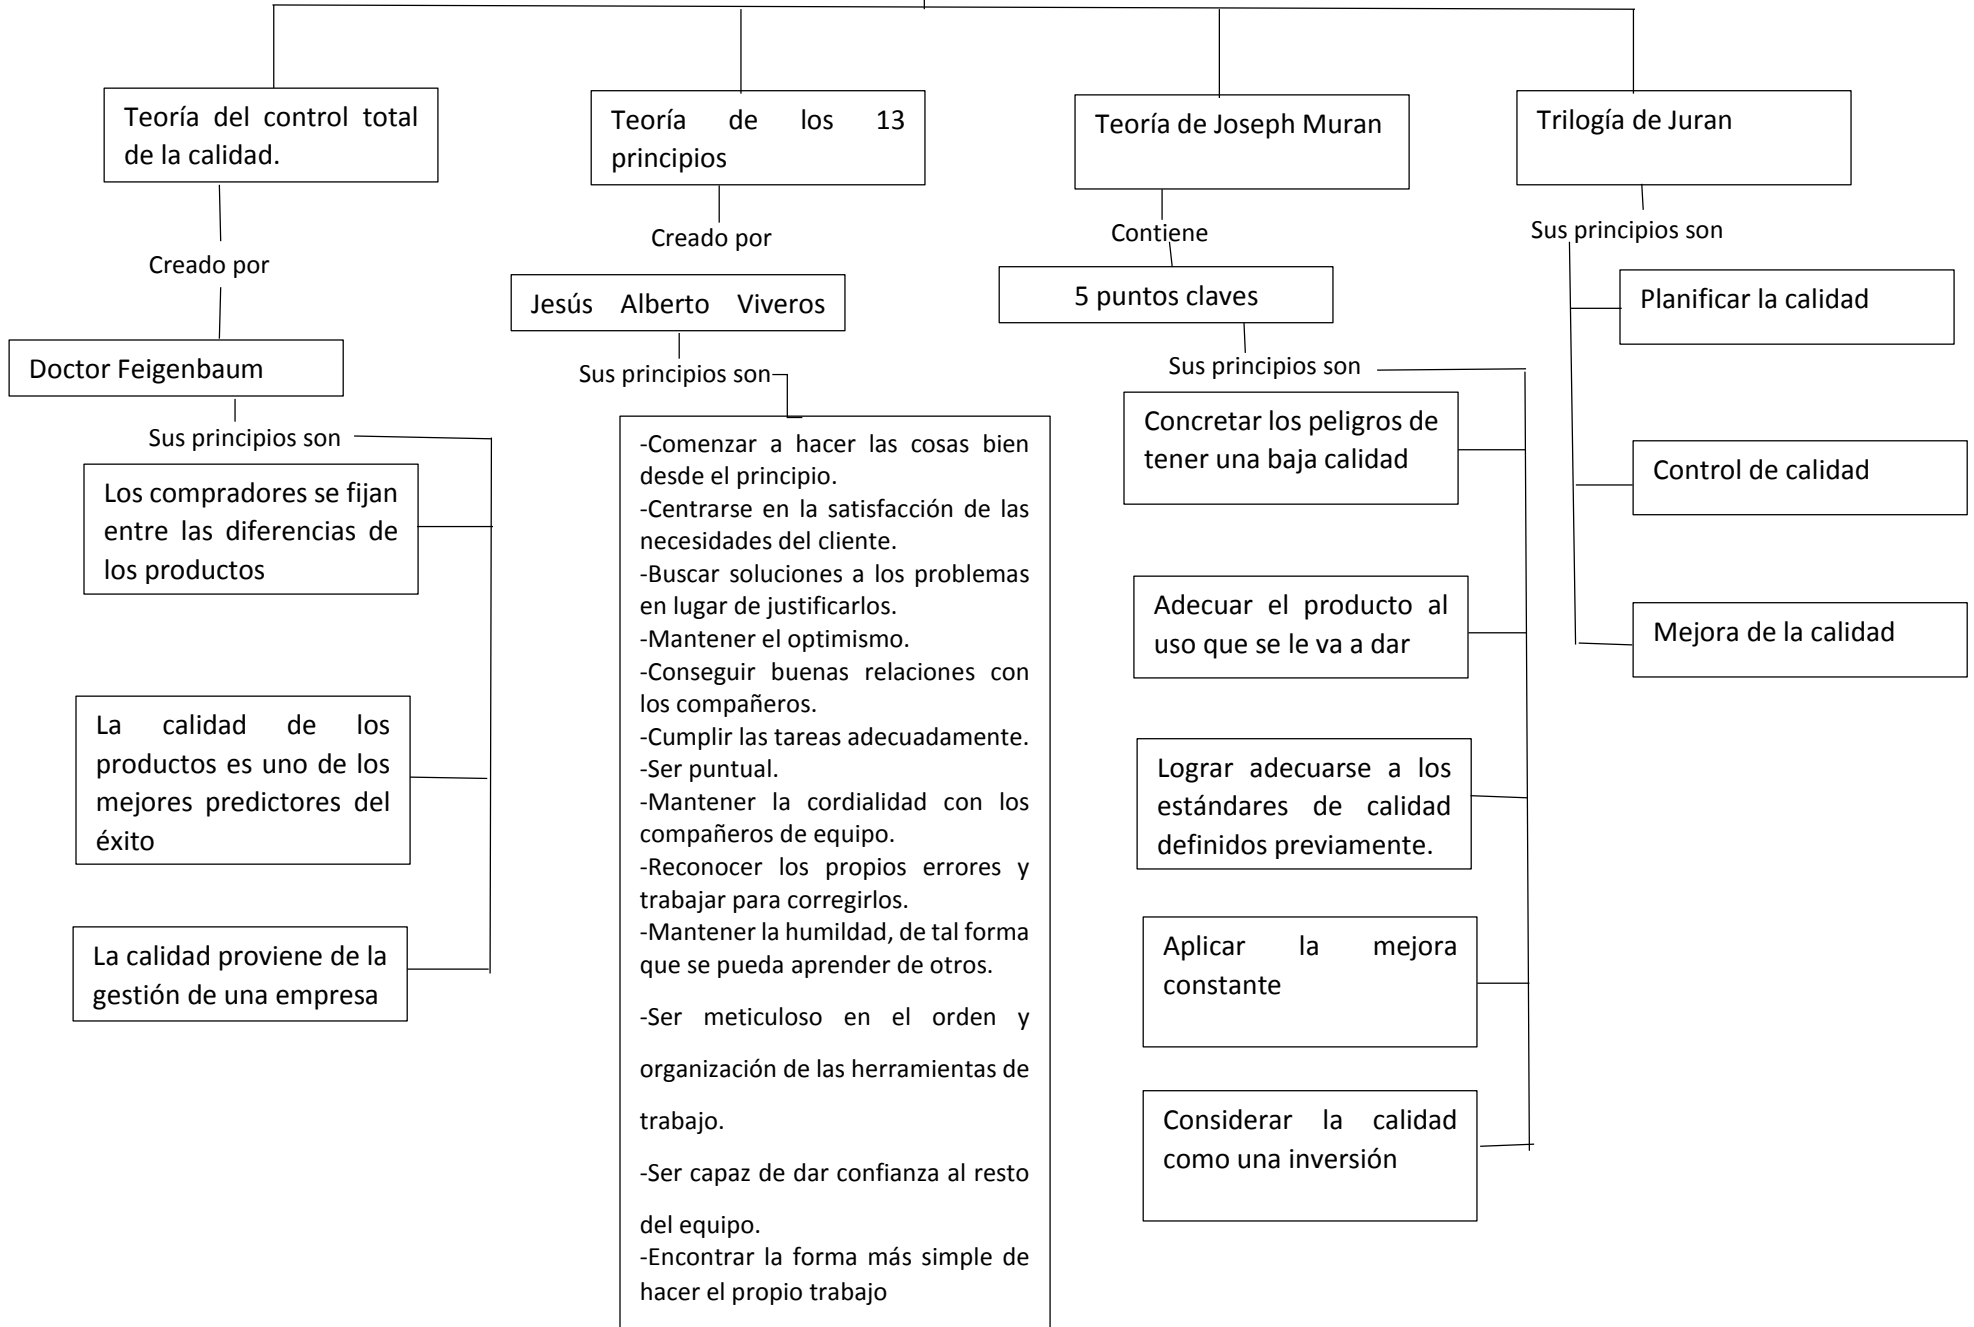 Teoría del control total
de la calidad.
Creado por
Doctor Feigenbaum
Sus principios son
Los compradores se fijan
entre las diferencias de
los productos
La calidad de los
productos es uno de los
mejores predictores del
éxito
La calidad proviene de la
gestión de una empresa
Teoría de los 13
principios
Creado por
Jesús Alberto Viveros
Sus principios son
-Comenzar a hacer las cosas bien
desde el principio.
-Centrarse en la satisfacción de las
necesidades del cliente.
-Buscar soluciones a los problemas
en lugar de justificarlos.
-Mantener el optimismo.
-Conseguir buenas relaciones con
los compañeros.
-Cumplir las tareas adecuadamente.
-Ser puntual.
-Mantener la cordialidad con los
compañeros de equipo.
-Reconocer los propios errores y
trabajar para corregirlos.
-Mantener la humildad, de tal forma
que se pueda aprender de otros.
-Ser meticuloso en el orden y
organización de las herramientas de
trabajo.
-Ser capaz de dar confianza al resto
del equipo.
-Encontrar la forma más simple de
hacer el propio trabajo
Teoría de Joseph Muran
Contiene
5 puntos claves
Sus principios son
Concretar los peligros de
tener una baja calidad
Adecuar el producto al
uso que se le va a dar
Lograr adecuarse a los
estándares de calidad
definidos previamente.
Aplicar la mejora
constante
Considerar la calidad
como una inversión
Trilogía de Juran
Sus principios son
Planificar la calidad
Control de calidad
Mejora de la calidad